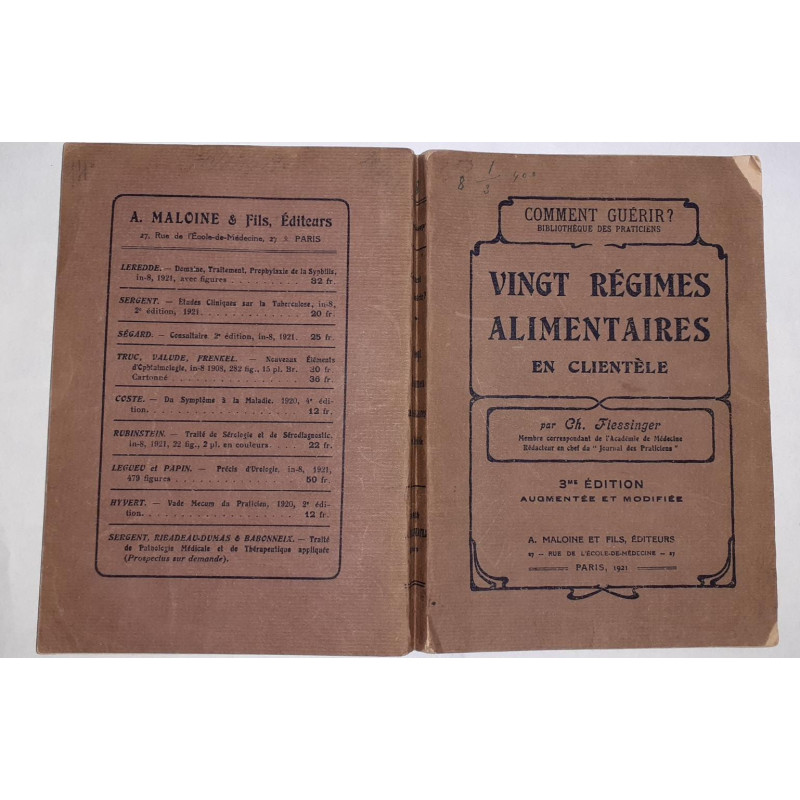 A. MALOINE & Fils, Éditeurs
27, Rue de l'École-de-Médecine, 27 :: PARIS
LEREDDE. — Domaine, Traitement, Prophylaxie de la Syphilis,
in-8, 1921, avec figures . . . . . . . . 32 fr.
SERGENT. — Études Cliniques sur la Tuberculose, in-8,
2e édition, 1921. . . . . . . . . . . . 20 fr.
SÉGARD. — Consultaire 2e édition, in-8, 1921. 25 fr.
TRUC, VALUDE, FRENKEL. — Nouveaux Éléments
d'Ophtalmologie, in-8 1908, 282 fig., 15 pl. Br. 30 fr.
Cartonné . . . . . . . . . . . . . . . 36 fr.
COSTE. — Du Symptôme à la Maladie. 1920, 4e édi-
tion. . . . . . . . . . . . . . . . . 12 fr.
RUBINSTEIN. — Traité de Sérologie et de Sérodiagnostic,
in-8, 1921, 22 fig., 2 pl. en couleurs . . . . 22 fr.
LEGUEU et PAPIN. — Précis d'Urologie. in-8, 1921,
479 figures . . . . . . . . . . . . . . 50 fr.
HYVERT. — Vade Mecum du Praticien, 1920, 2e édi-
tion. . . . . . . . . . . . . . . . . 12 fr.
SERGENT, RIBADEAU-DUMAS & BABONNEIX. — Traité
de Pathologie Médicale et de Thérapeutique appliquée
(Prospectus sur demande).
8 1/3
COMMENT GUÉRIR?
BIBLIOTHÈQUE DES PRATICIENS
VINGT RÉGIMES
ALIMENTAIRES
EN CLIENTÈLE
par Ch. Fiessinger
Membre correspondant de l'Académie de Médecine
Rédacteur en chef du "Journal des Praticiens"
3ME ÉDITION
AUGMENTÉE ET MODIFIÉE
A. MALOINE ET FILS, ÉDITEURS
27 — RUE DE L'ÉCOLE-DE-MÉDECINE — 27
PARIS, 1921